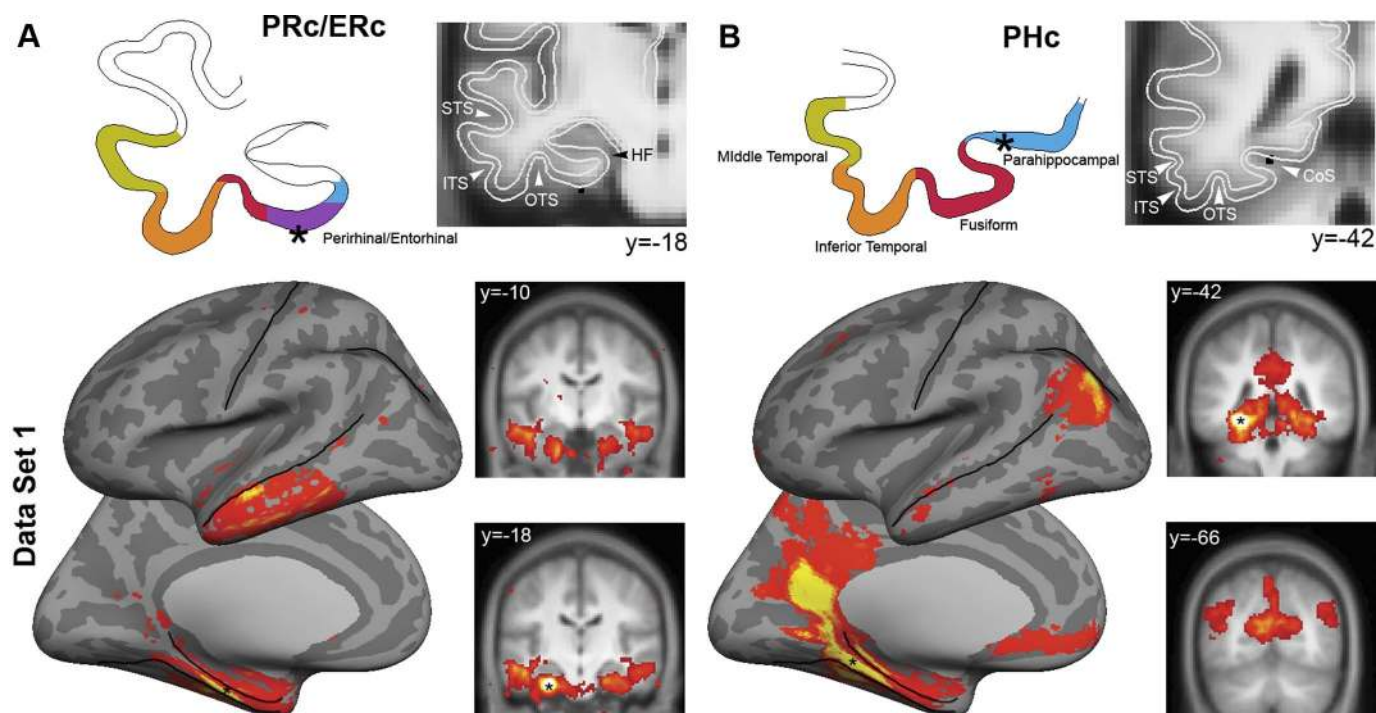 A
PRc/ERc
STS
ITS
OTS
HF
Perirhinal/Entorhinal
*
y=-18
B
PHc
MIddle Temporal
Parahippocampal
*
Inferior Temporal
Fusiform
STS
ITS
OTS
CoS
y=-42
Data Set 1
y=-10
y=-18
*
*
y=-42
*
y=-66
*